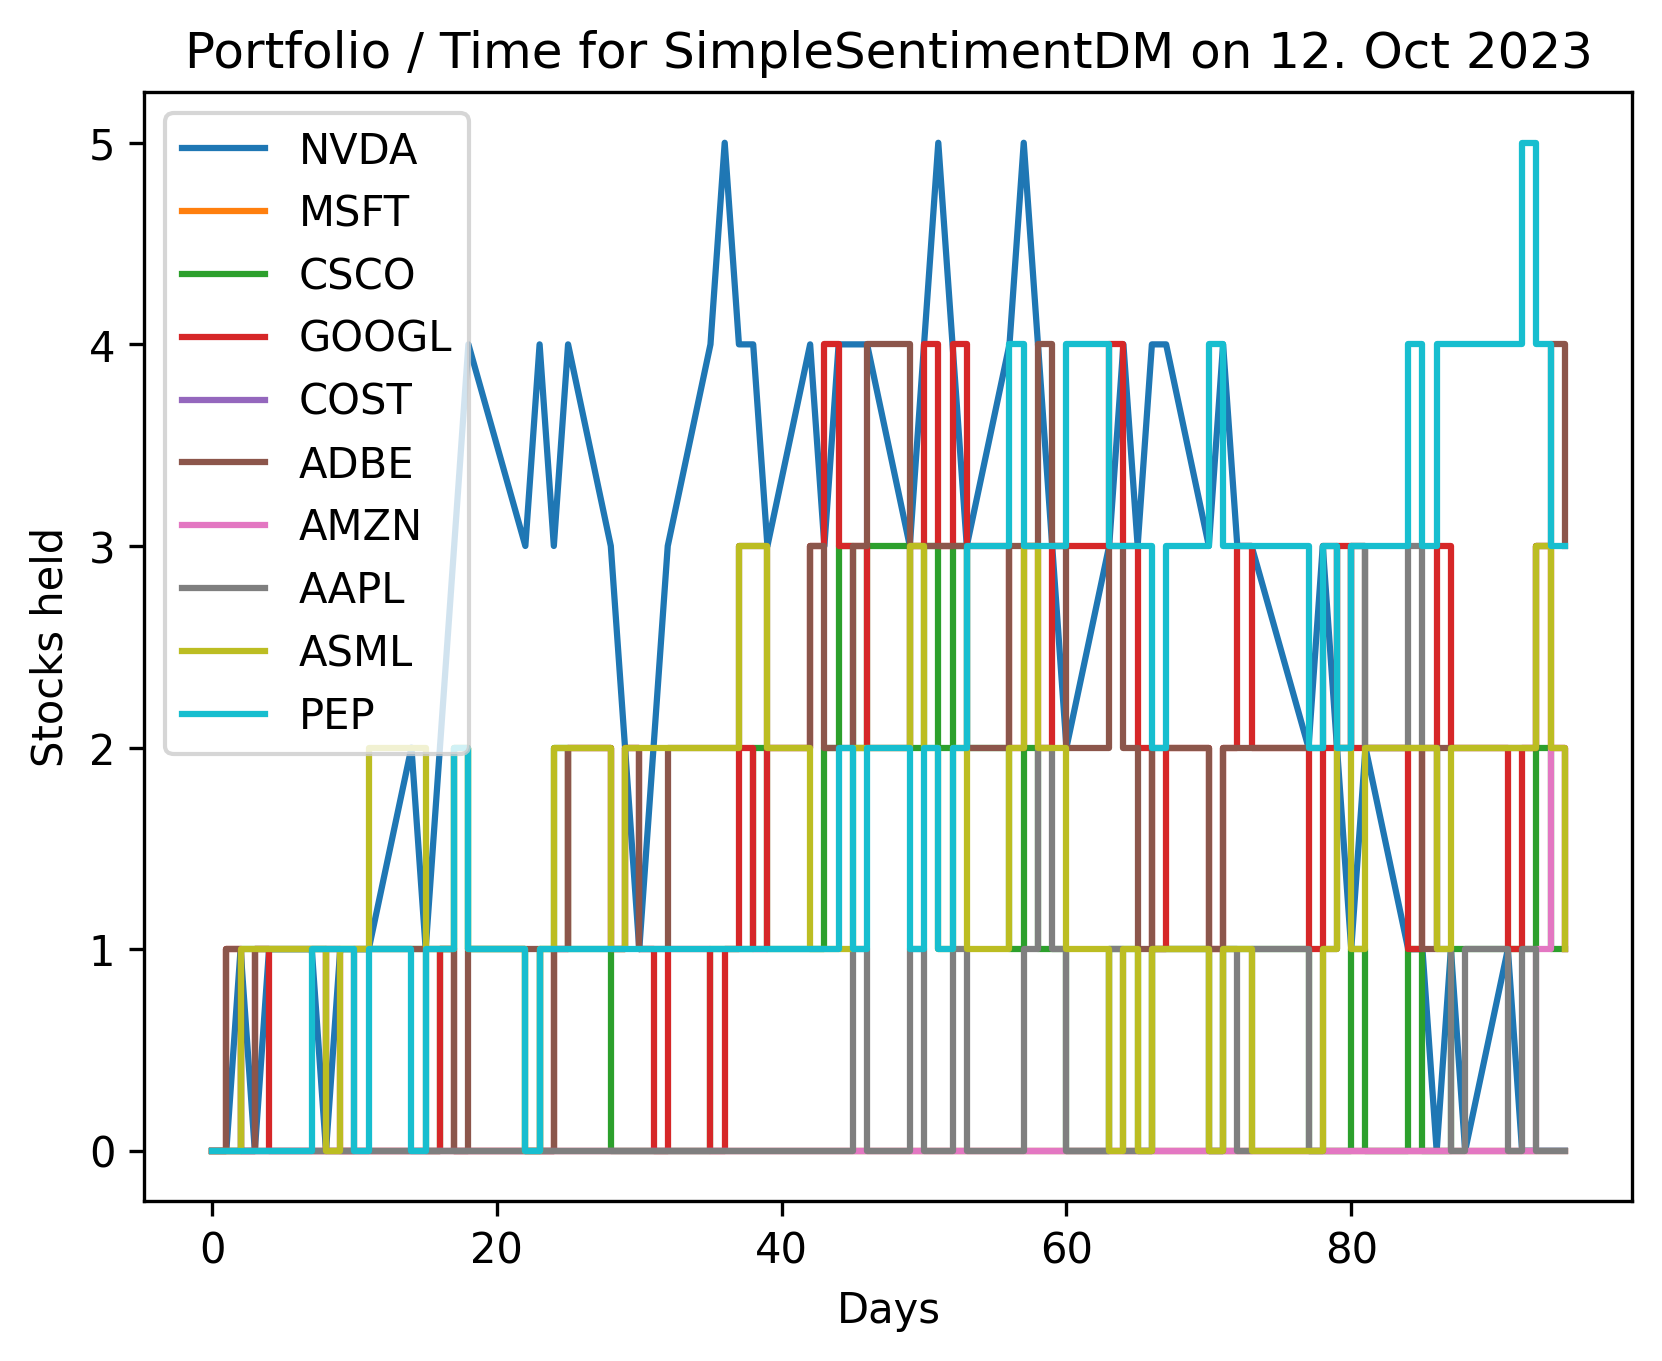 Portfolio / Time for SimpleSentimentDM on 12. Oct 2023
NVDA
MSFT
CSCO
GOOGL
COST
ADBE
AMZN
AAPL
ASML
PEP
5
4
3
2
1
0
Stocks held
0 20 40 60 80
Days